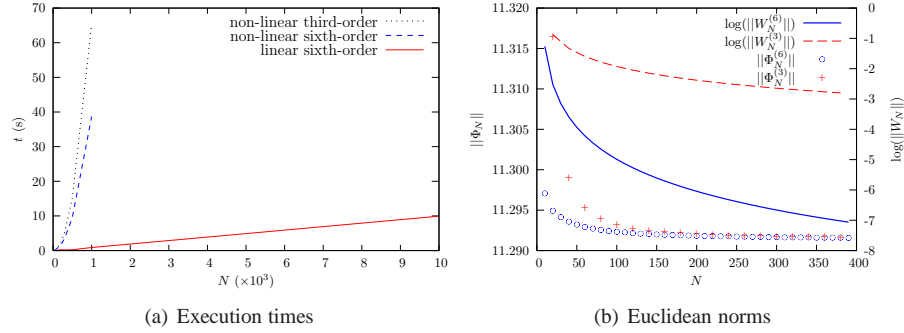 70
60
50
40
30
20
10
0
t (s)
non-linear third-order
non-linear sixth-order
linear sixth-order
0 1 2 3 4 5 6 7 8 9 10
N (×10³)
(a) Execution times
11.320
11.315
11.310
11.305
11.300
11.295
11.290
||Φ_N||
log(||W_N^(6)||)
log(||W_N^(3)||)
||Φ_N^(6)||
||Φ_N^(3)||
0
-1
-2
-3
-4
-5
-6
-7
-8
log(||W_N||)
0 50 100 150 200 250 300 350 400
N
(b) Euclidean norms